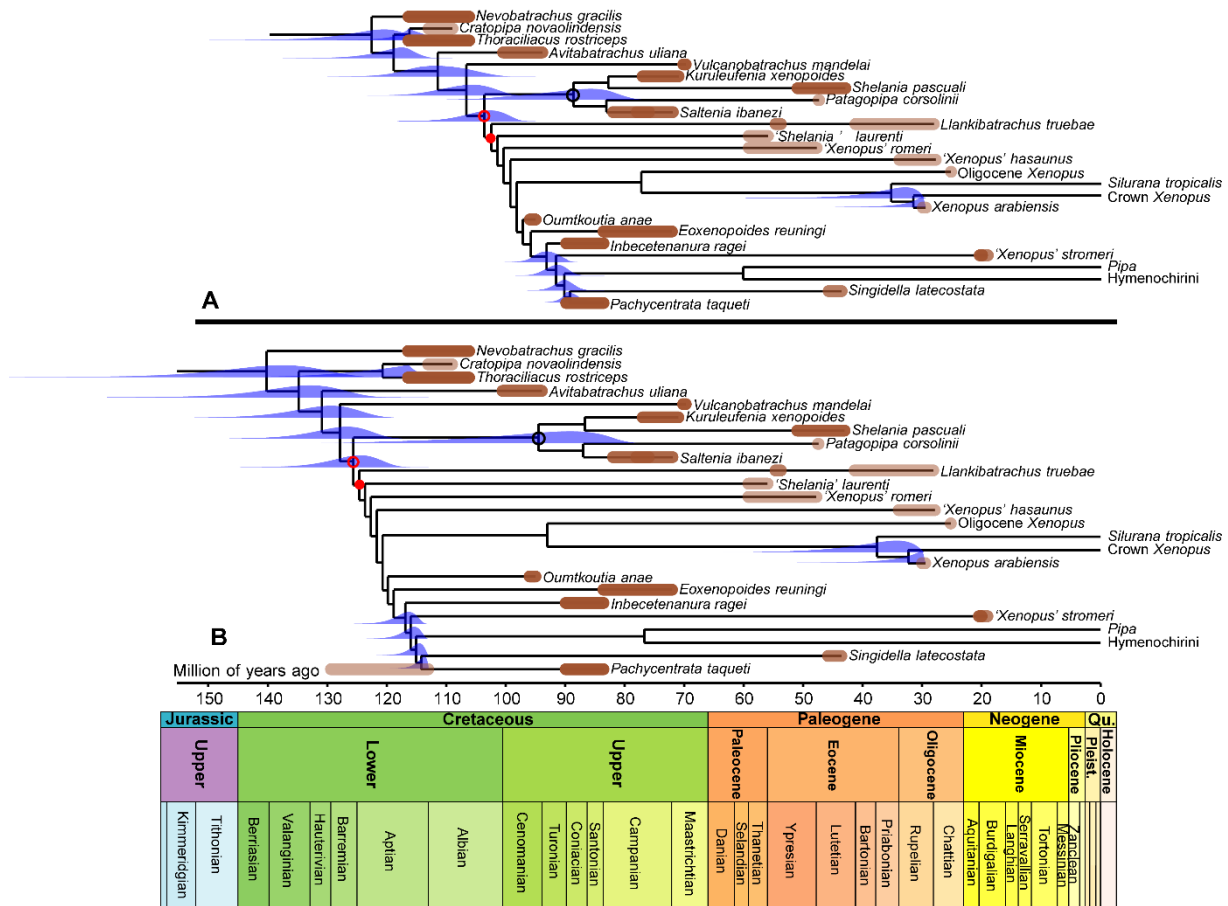 Nevobatrachus gracilis
Cratopipa novaolindensis
Thoraciliacus rostriceps
Avitabatrachus uliana
Vulcanobatrachus mandelai
Kuruleufenia xenopoides
Shelania pascuali
Patagopipa corsolinii
Saltenia ibanezi
Llankibatrachus truebae
'Shelania ' laurenti
'Xenopus' romeri
'Xenopus' hasaunus
Oligocene Xenopus
Silurana tropicalis
Crown Xenopus
Xenopus arabiensis
Oumtkoutia anae
Eoxenopoides reuningi
Inbecetenanura ragei
'Xenopus' stromeri
Pipa
Hymenochirini
Singidella latecostata
A
Pachycentrata taqueti
Nevobatrachus gracilis
Cratopipa novaolindensis
Thoraciliacus rostriceps
Avitabatrachus uliana
Vulcanobatrachus mandelai
Kuruleufenia xenopoides
Shelania pascuali
Patagopipa corsolinii
Saltenia ibanezi
Llankibatrachus truebae
'Shelania' laurenti
'Xenopus' romeri
'Xenopus' hasaunus
Oligocene Xenopus
Silurana tropicalis
Crown Xenopus
Xenopus arabiensis
Oumtkoutia anae
Eoxenopoides reuningi
Inbecetenanura ragei
'Xenopus' stromeri
B
Pipa
Hymenochirini
Singidella latecostata
Million of years ago
Pachycentrata taqueti
150 140 130 120 110 100 90 80 70 60 50 40 30 20 10 0
Jurassic Cretaceous Paleogene Neogene Qu.
Upper Lower Upper Paleocene Eocene Oligocene Miocene Pliocene Pleist. Holocene
Kimmeridgian Tithonian Berriasian Valanginian Hauterivian Barremian Aptian Albian Cenomanian Turonian Coniacian Santonian Campanian Maastrichtian Danian Selandian Thanetian Ypresian Lutetian Bartonian Priabonian Rupelian Chattian Aquitanian Burdigalian Langhian Serravallian Tortonian Messinian Zanclean